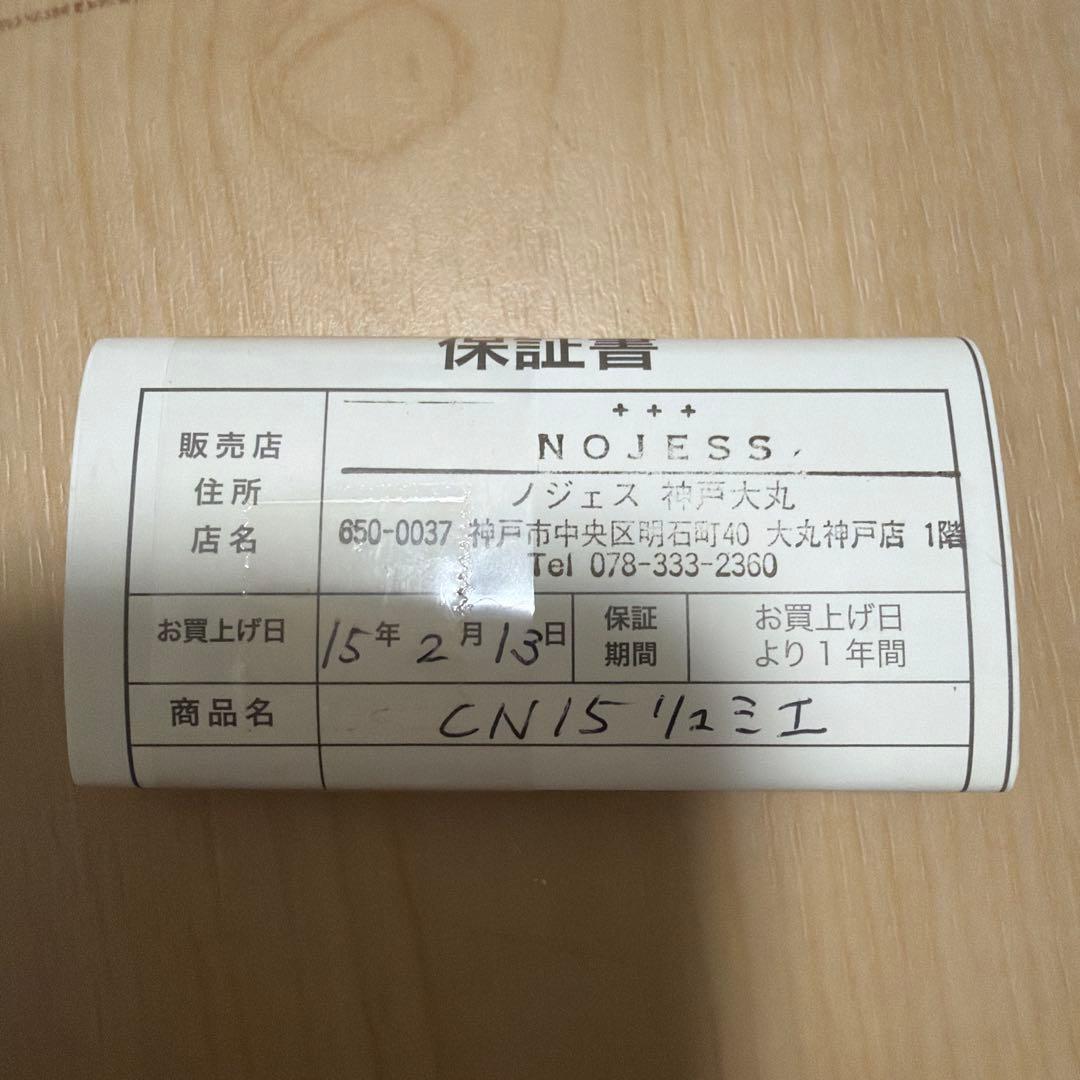 保証書
販売店
住所
店名
+++
NOJESS
ノジェス 神戸大丸
650-0037 神戸市中央区明石町40 大丸神戸店 1階
Tel 078-333-2360
お買上げ日
15年 2月 13日
保証
期間
お買上げ日
より1年間
商品名
CN15 リュミエ